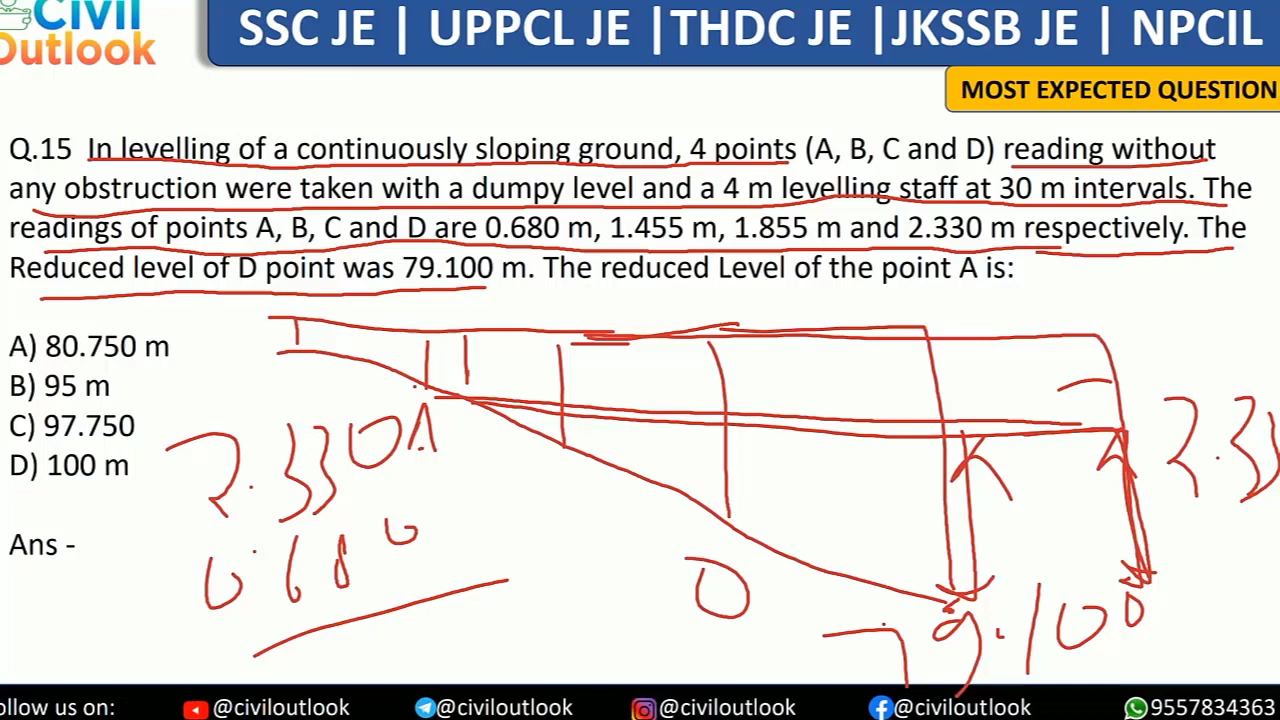 Civil
Outlook
SSC JE | UPPCL JE |THDC JE |JKSSB JE | NPCIL
MOST EXPECTED QUESTION
Q.15 In levelling of a continuously sloping ground, 4 points (A, B, C and D) reading without
any obstruction were taken with a dumpy level and a 4 m levelling staff at 30 m intervals. The
readings of points A, B, C and D are 0.680 m, 1.455 m, 1.855 m and 2.330 m respectively. The
Reduced level of D point was 79.100 m. The reduced Level of the point A is:
A) 80.750 m
B) 95 m
C) 97.750
D) 100 m
Ans -
2.330
A
2.33
0.680
D
79.100
ollow us on:
@civiloutlook
@civiloutlook
@civiloutlook
@civiloutlook
9557834363